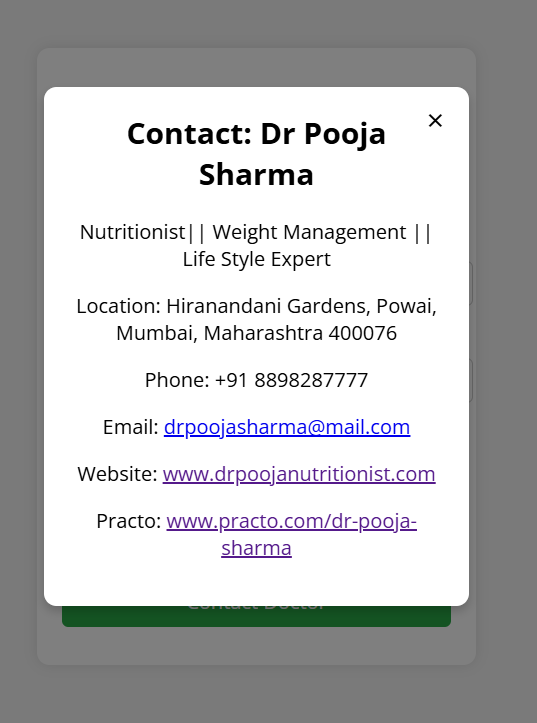 ×
Contact: Dr Pooja
Sharma
Nutritionist|| Weight Management ||
Life Style Expert
Location: Hiranandani Gardens, Powai,
Mumbai, Maharashtra 400076
Phone: +91 8898287777
Email: drpoojasharma@mail.com
Website: www.drpoojanutritionist.com
Practo: www.practo.com/dr-pooja-
sharma
Contact Doctor